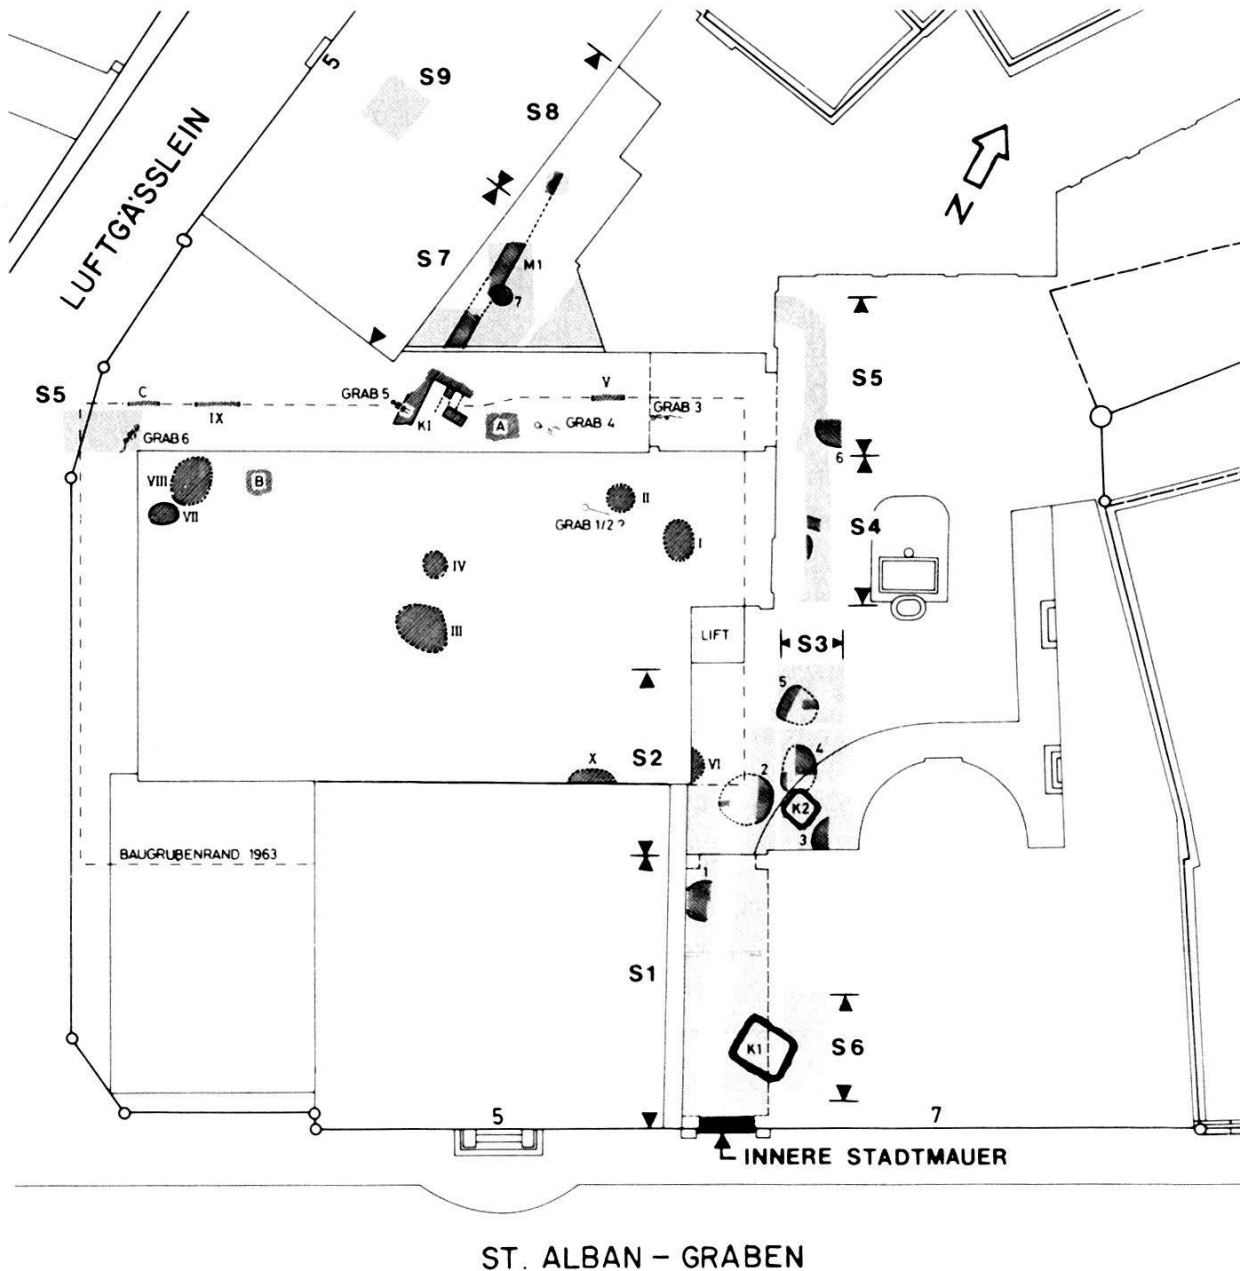 5
S9
S8
LUFTGÄSSLEIN
N
S7
M1
7
S5
S5
C
IX
GRAB 5
KI
A
V
GRAB 4
GRAB 3
GRAB 6
6
VIII
B
VII
II
GRAB 1/2 ?
I
S4
IV
III
LIFT
S3
5
X
S2
VI
2
4
K2
3
BAUGRUBENRAND 1963
1
S1
K1
S6
5
7
INNERE STADTMAUER
ST. ALBAN – GRABEN